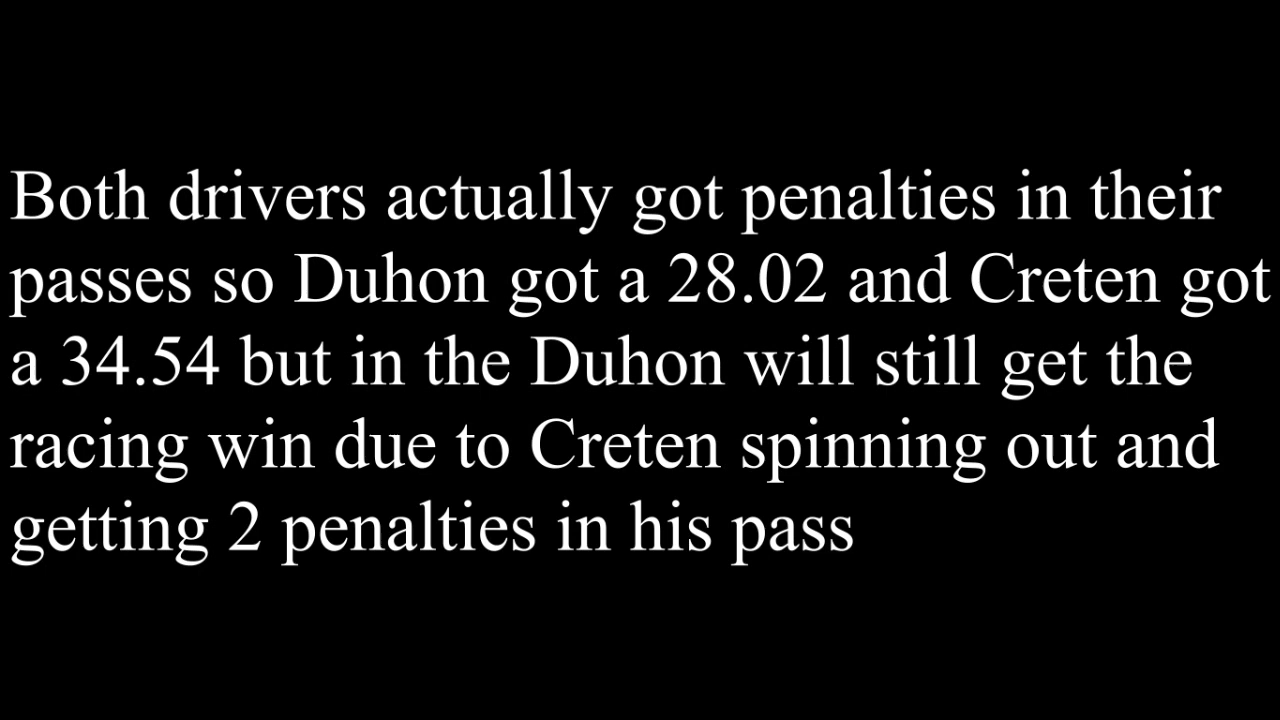 Both drivers actually got penalties in their
passes so Duhon got a 28.02 and Creten got
a 34.54 but in the Duhon will still get the
racing win due to Creten spinning out and
getting 2 penalties in his pass